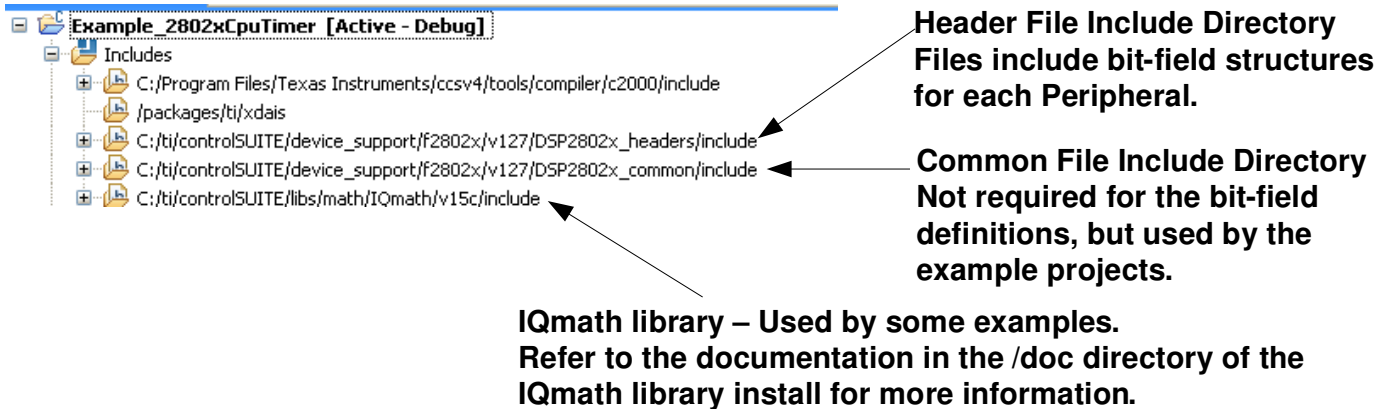 Example_2802xCpuTimer [Active - Debug]
Includes
C:/Program Files/Texas Instruments/ccsv4/tools/compiler/c2000/include
/packages/ti/xdais
C:/ti/controlSUITE/device_support/f2802x/v127/DSP2802x_headers/include
C:/ti/controlSUITE/device_support/f2802x/v127/DSP2802x_common/include
C:/ti/controlSUITE/libs/math/IQmath/v15c/include
Header File Include Directory
Files include bit-field structures
for each Peripheral.
Common File Include Directory
Not required for the bit-field
definitions, but used by the
example projects.
IQmath library – Used by some examples.
Refer to the documentation in the /doc directory of the
IQmath library install for more information.